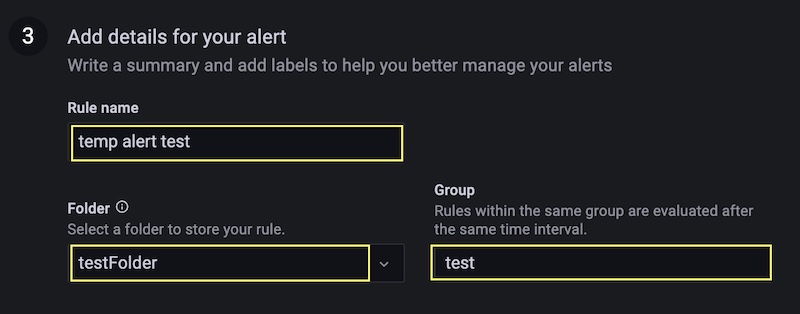 3
Add details for your alert
Write a summary and add labels to help you better manage your alerts
Rule name
temp alert test
Folder
Select a folder to store your rule.
testFolder
Group
Rules within the same group are evaluated after
the same time interval.
test